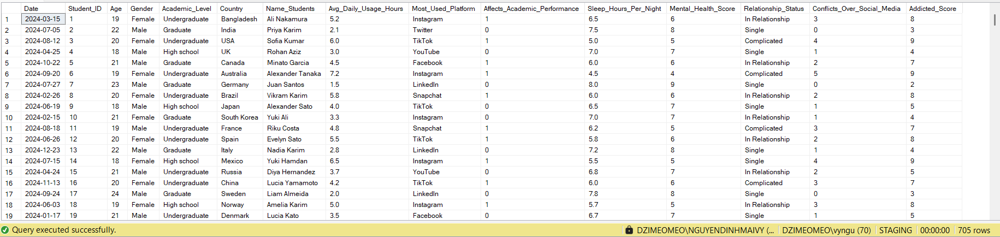 Date Student_ID Age Gender Academic_Level Country Name_Students Avg_Daily_Usage_Hours Most_Used_Platform Affects_Academic_Performance Sleep_Hours_Per_Night Mental_Health_Score Relationship_Status Conflicts_Over_Social_Media Addicted_Score
1 2024-03-15 1 19 Female Undergraduate Bangladesh Ali Nakamura 5.2 Instagram 1 6.5 6 In Relationship 3 8
2 2024-07-05 2 22 Male Graduate India Priya Karim 2.1 Twitter 0 7.5 8 Single 0 3
3 2024-08-12 3 20 Female Undergraduate USA Sofia Kumar 6.0 TikTok 1 5.0 5 Complicated 4 9
4 2024-04-25 4 18 Male High school UK Rohan Aziz 3.0 YouTube 0 7.0 7 Single 1 4
5 2024-10-22 5 21 Male Graduate Canada Minato Garcia 4.5 Facebook 1 6.0 6 In Relationship 2 7
6 2024-09-20 6 19 Female Undergraduate Australia Alexander Tanaka 7.2 Instagram 1 4.5 4 Complicated 5 9
7 2024-07-27 7 23 Male Graduate Germany Juan Santos 1.5 LinkedIn 0 8.0 9 Single 0 2
8 2024-02-26 8 20 Female Undergraduate Brazil Vikram Karim 5.8 Snapchat 1 6.0 6 In Relationship 2 8
9 2024-06-19 9 18 Male High school Japan Alexander Sato 4.0 TikTok 0 6.5 7 Single 1 5
10 2024-02-15 10 21 Female Graduate South Korea Yuki Ali 3.3 Instagram 0 7.0 7 In Relationship 1 4
11 2024-08-18 11 19 Male Undergraduate France Riku Costa 4.8 Snapchat 1 6.2 5 Complicated 3 7
12 2024-06-26 12 20 Female Undergraduate Spain Evelyn Sato 5.5 TikTok 1 5.8 6 In Relationship 2 8
13 2024-12-23 13 22 Male Graduate Italy Nadia Karim 2.8 LinkedIn 0 7.2 8 Single 1 4
14 2024-07-15 14 18 Female High school Mexico Yuki Hamdan 6.5 Instagram 1 5.5 5 Single 4 9
15 2024-04-24 15 21 Male Undergraduate Russia Diya Hernandez 3.7 YouTube 0 6.8 7 In Relationship 2 5
16 2024-11-13 16 20 Female Undergraduate China Lucia Yamamoto 4.2 TikTok 1 6.0 6 Complicated 3 7
17 2024-09-24 17 24 Male Graduate Sweden Liam Almeida 2.0 LinkedIn 0 7.8 8 Single 0 3
18 2024-06-03 18 19 Female High school Norway Amelia Karim 5.0 Instagram 1 5.7 5 In Relationship 3 8
19 2024-01-17 19 21 Male Undergraduate Denmark Lucia Kato 3.5 Facebook 0 6.7 7 Single 1 5
Query executed successfully. DZIMEOMEO\NGUYENDINHMAIVY (... DZIMEOMEO\vyngu (70) STAGING 00:00:00 705 rows